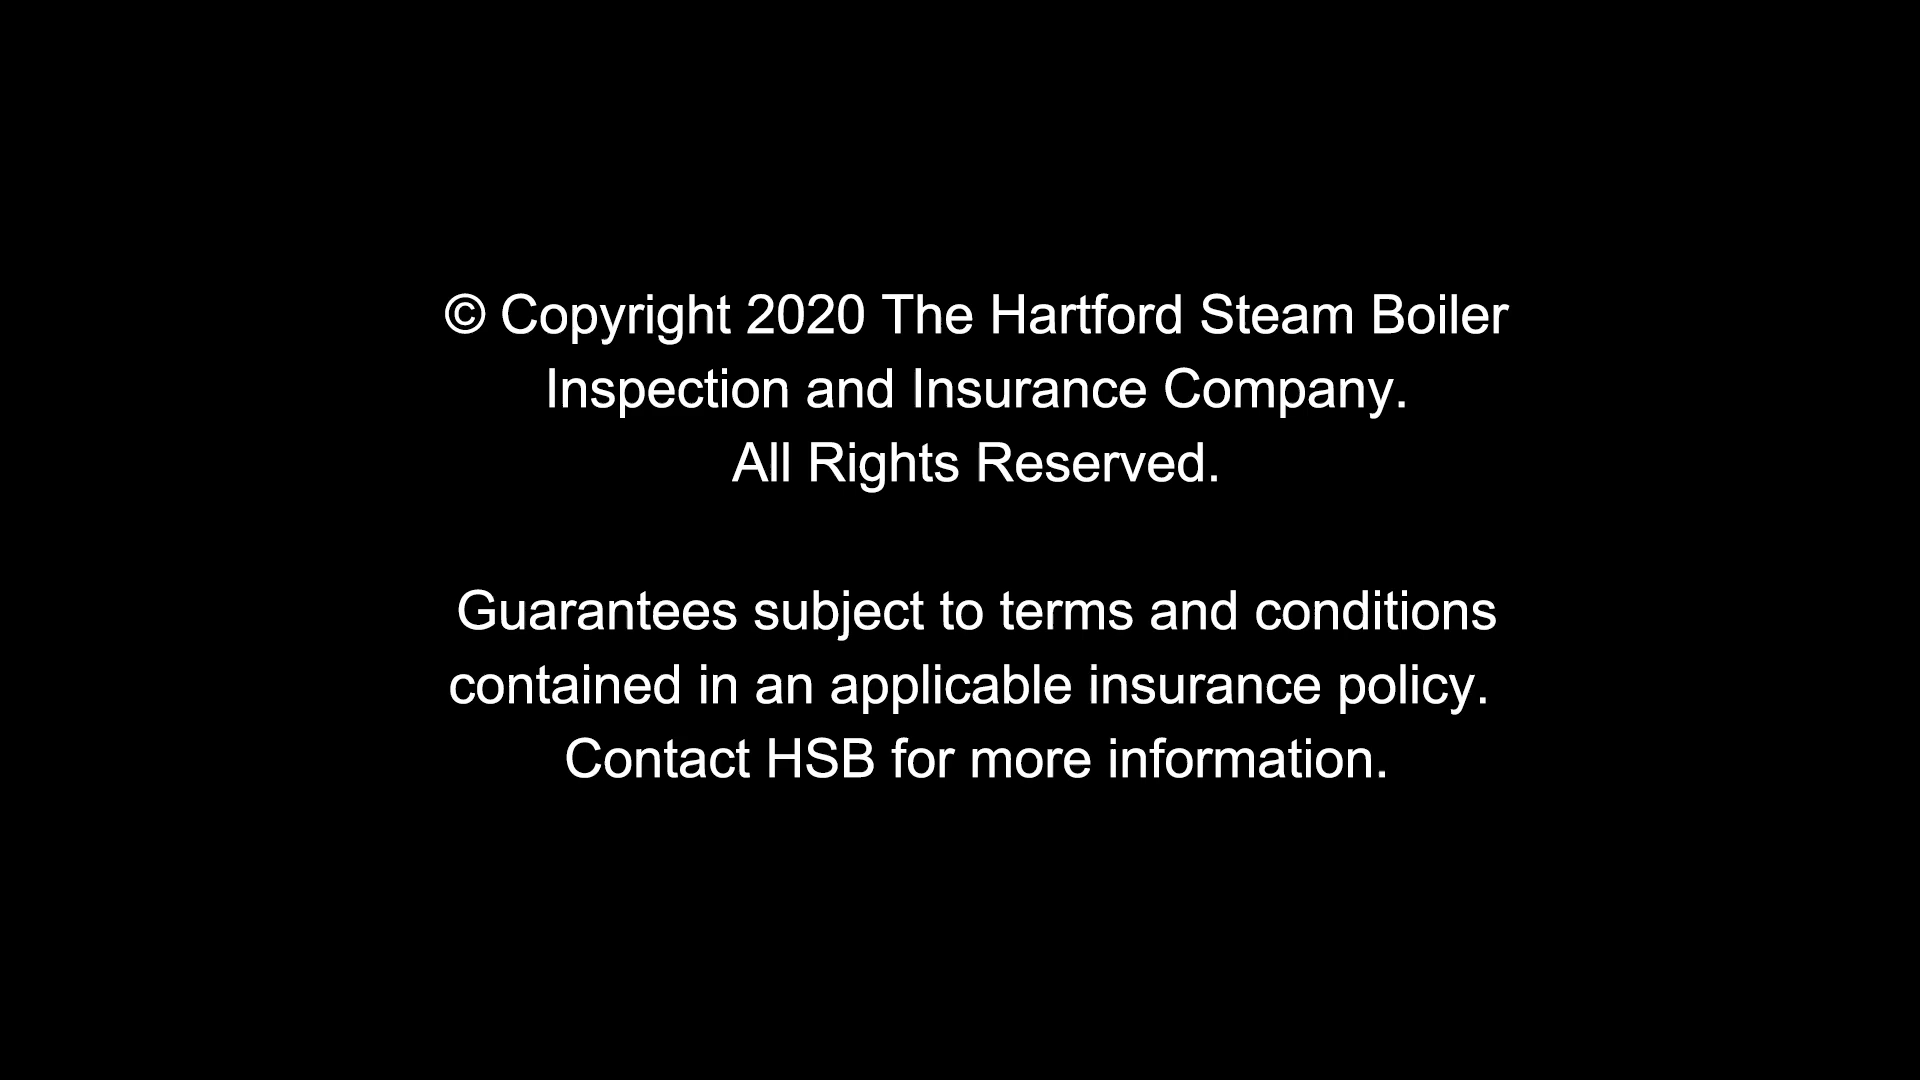 © Copyright 2020 The Hartford Steam Boiler
Inspection and Insurance Company.
All Rights Reserved.
Guarantees subject to terms and conditions
contained in an applicable insurance policy.
Contact HSB for more information.